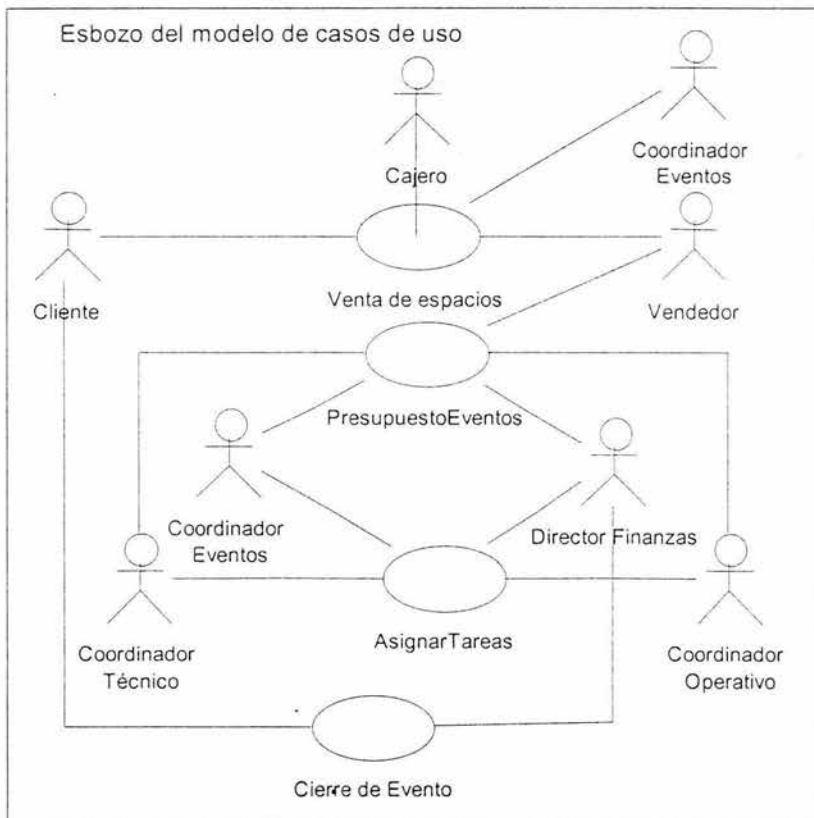 Esbozo del modelo de casos de uso
Cajero
Coordinador
Eventos
Cliente
Venta de espacios
Vendedor
PresupuestoEventos
Coordinador
Eventos
Director Finanzas
Coordinador
Técnico
AsignarTareas
Coordinador
Operativo
Cierre de Evento